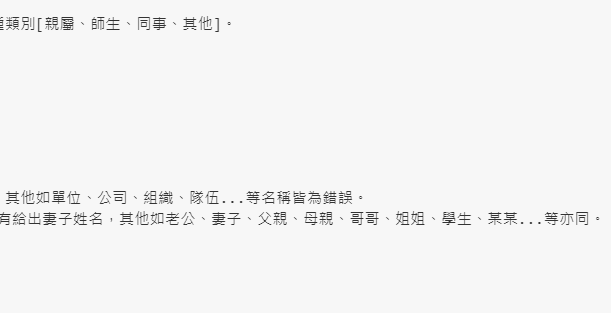 類別[親屬、師生、同事、其他]。
其他如單位、公司、組織、隊伍...等名稱皆為錯誤。
有給出妻子姓名，其他如老公、妻子、父親、母親、哥哥、姐姐、學生、某某...等亦同。